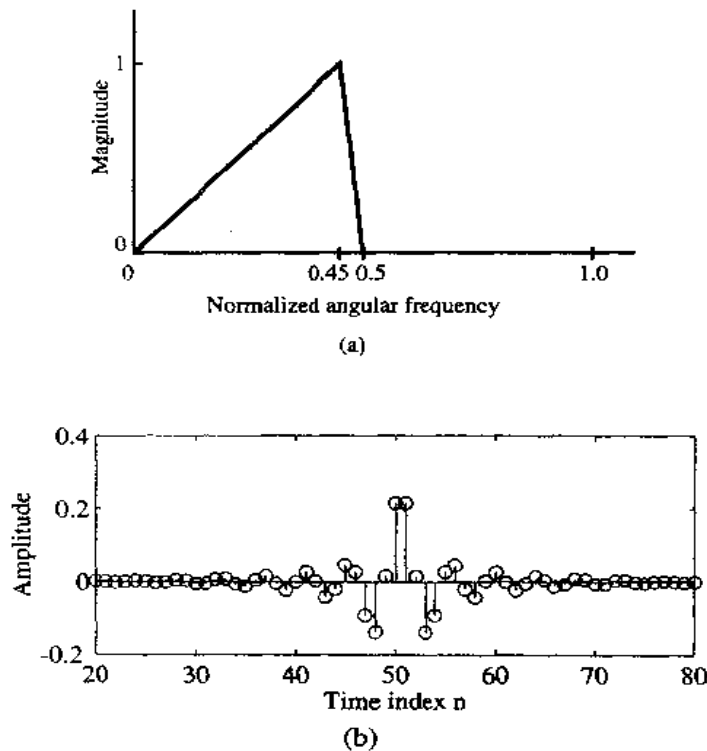 Magnitude
1
0
0
0.45 0.5
1.0
Normalized angular frequency
(a)
Amplitude
0.4
0.2
0
-0.2
20 30 40 50 60 70 80
Time index n
(b)